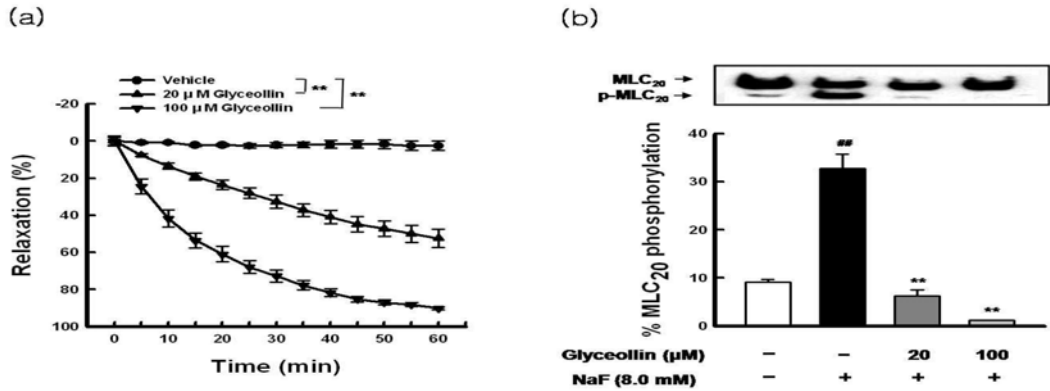 (a)
Vehicle
20 μM Glyceollin
100 μM Glyceollin
**
**
-20
0
20
40
60
80
100
Relaxation (%)
0 10 20 30 40 50 60
Time (min)
(b)
MLC20
p-MLC20
40
30
20
10
0
% MLC20 phosphorylation
##
**
**
Glyceollin (μM) – – 20 100
NaF (8.0 mM) – + + +